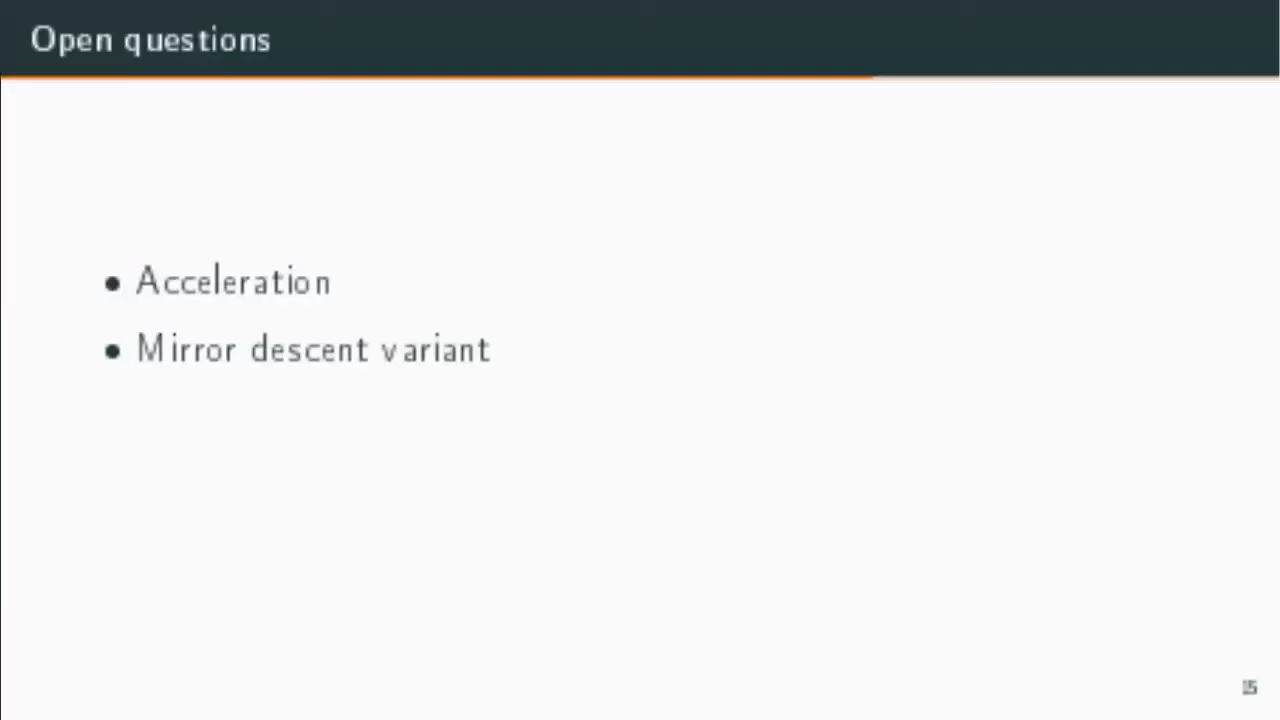 Open questions
• Acceleration
• Mirror descent variant
15